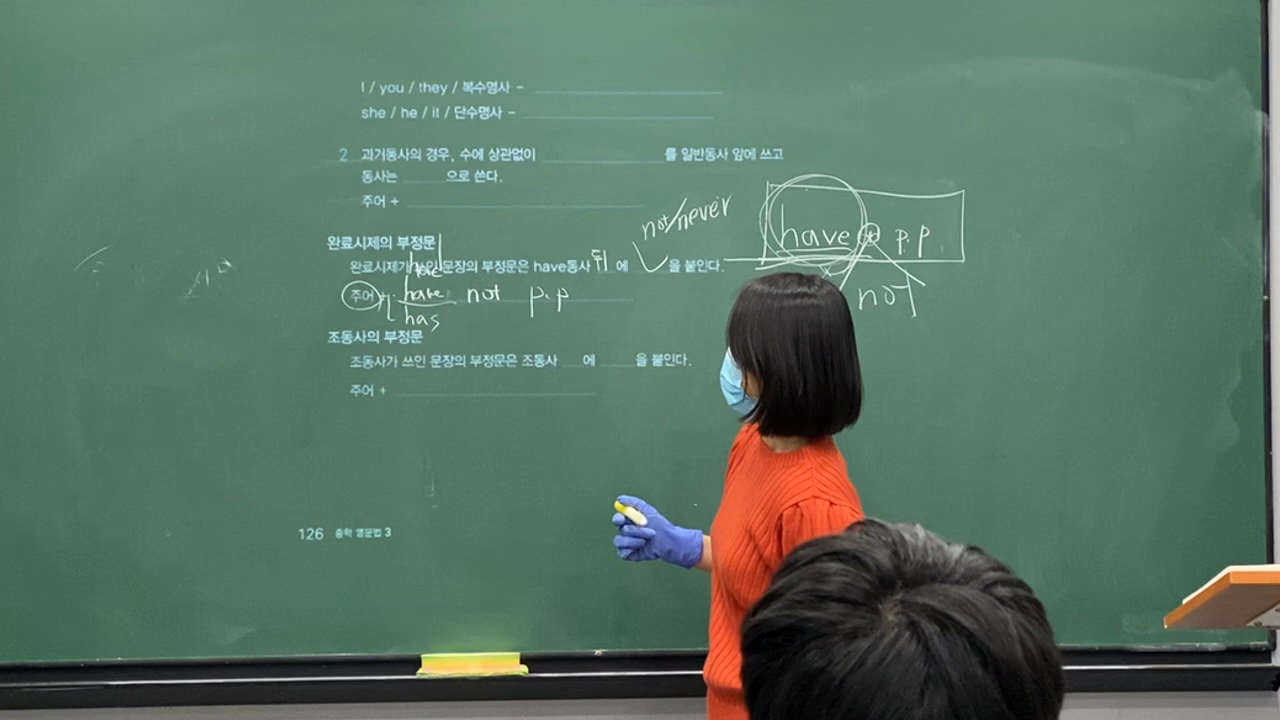 I / you / they / 복수명사 -
she / he / it / 단수명사 -
2 과거동사의 경우, 수에 상관없이 를 일반동사 앞에 쓰고
동사는 으로 쓴다.
주어 +
not/never
have + p.p
완료시제의 부정문
완료시제가 쓰인 문장의 부정문은 have동사 뒤 에 을 붙인다.
주어 + have not p.p
has
not
조동사의 부정문
조동사가 쓰인 문장의 부정문은 조동사 에 을 붙인다.
주어 +
126 중학 영문법 3